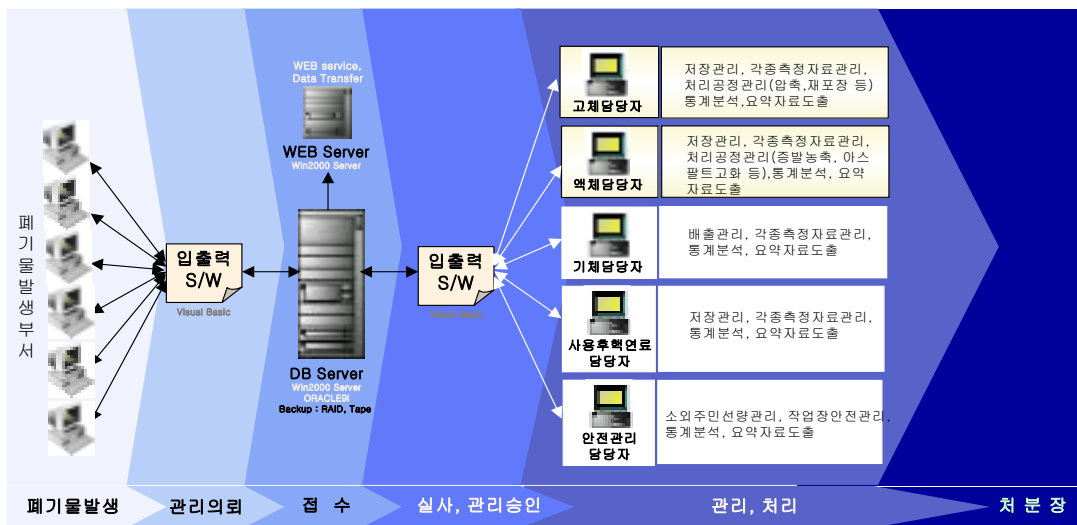 폐기물발생부서
입출력
S/W
Visual Basic
WEB service,
Data Transfer
WEB Server
Win2000 Server
DB Server
Win2000 Server
ORACLE9i
Backup : RAID, Tape
입출력
S/W
Visual Basic
고체담당자
저장관리, 각종측정자료관리,
처리공정관리(압축,재포장 등)
통계분석,요약자료도출
액체담당자
저장관리, 각종측정자료관리,
처리공정관리(증발농축, 아스
팔트고화 등),통계분석, 요약
자료도출
기체담당자
배출관리, 각종측정자료관리,
통계분석, 요약자료도출
사용후핵연료
담당자
저장관리, 각종측정자료관리,
통계분석, 요약자료도출
안전관리
담당자
소외주민선량관리, 작업장안전관리,
통계분석, 요약자료도출
폐기물발생
관리의뢰
접 수
실사, 관리승인
관리, 처리
처 분 장